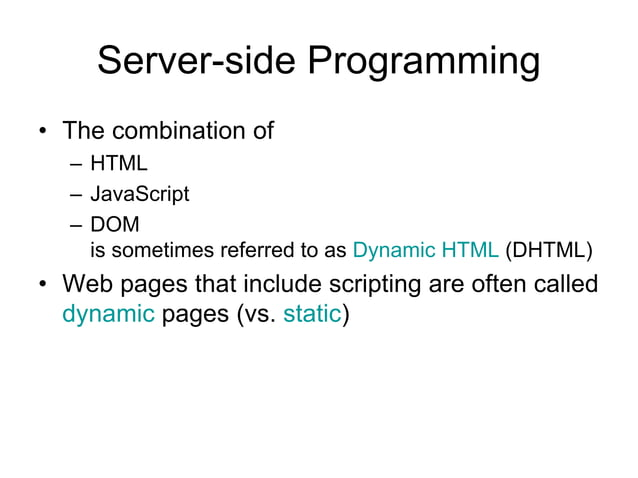 Server-side Programming
• The combination of
– HTML
– JavaScript
– DOM
is sometimes referred to as Dynamic HTML (DHTML)
• Web pages that include scripting are often called
dynamic pages (vs. static)